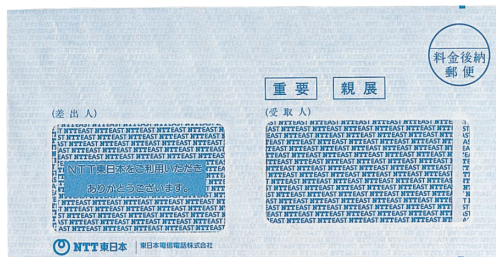 料金後納
郵便
重要 親展
(差出人)
(受取人)
NTT東日本をご利用いただき
ありがとうございます。
NTT東日本 東日本電信電話株式会社